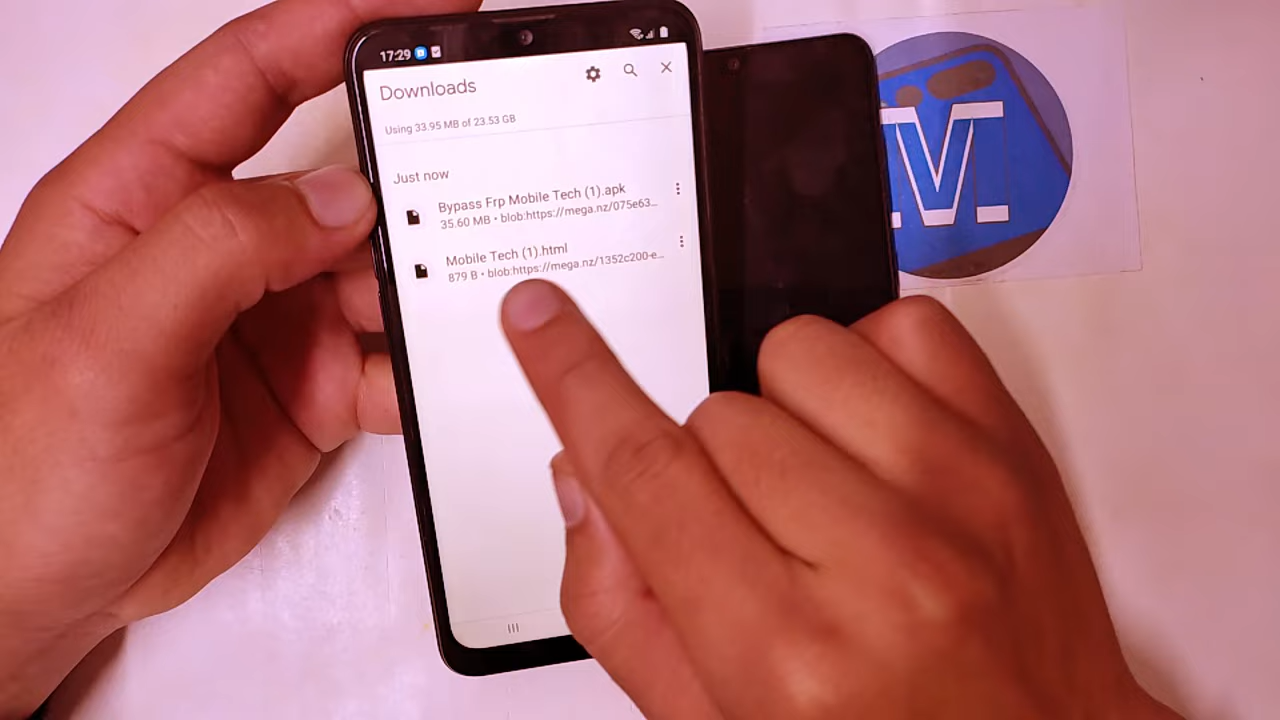 17:29
Downloads
Using 33.95 MB of 23.53 GB
Just now
Bypass Frp Mobile Tech (1).apk
35.60 MB • blob:https://mega.nz/075e63...
Mobile Tech (1).html
879 B • blob:https://mega.nz/1352c200-e...
M